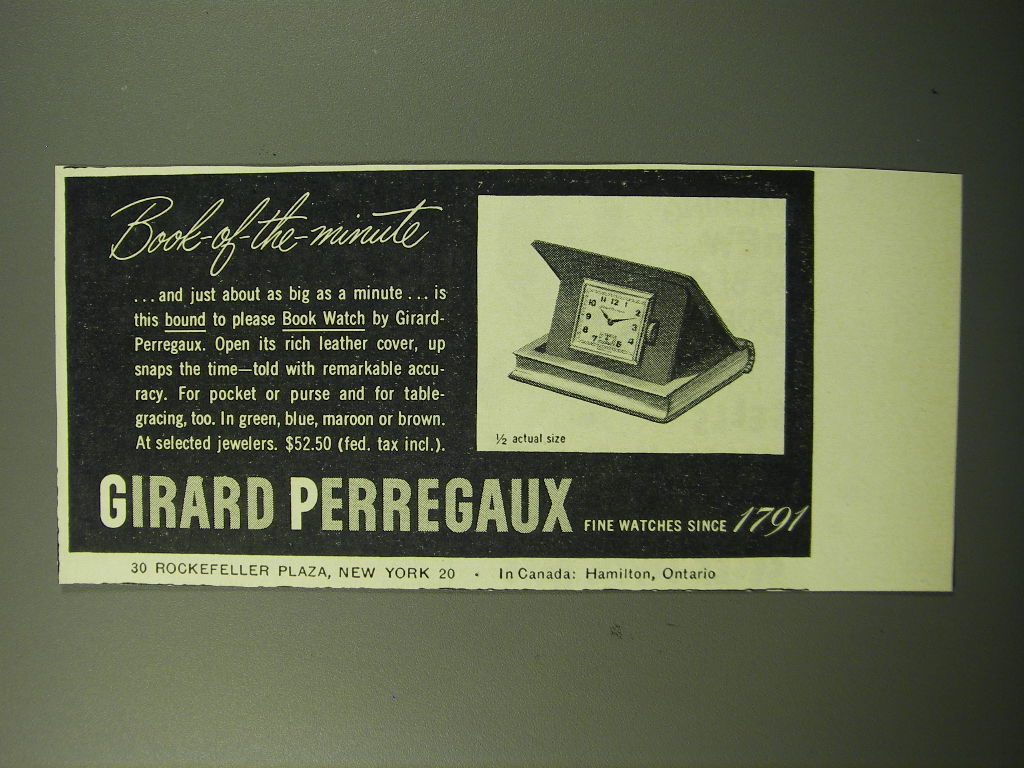 Book-of-the-minute
...and just about as big as a minute...is
this bound to please Book Watch by Girard-
Perregaux. Open its rich leather cover, up
snaps the time—told with remarkable accu-
racy. For pocket or purse and for table-
gracing, too. In green, blue, maroon or brown.
At selected jewelers. $52.50 (fed. tax incl.).
½ actual size
GIRARD PERREGAUX FINE WATCHES SINCE 1791
30 ROCKEFELLER PLAZA, NEW YORK 20 · In Canada: Hamilton, Ontario